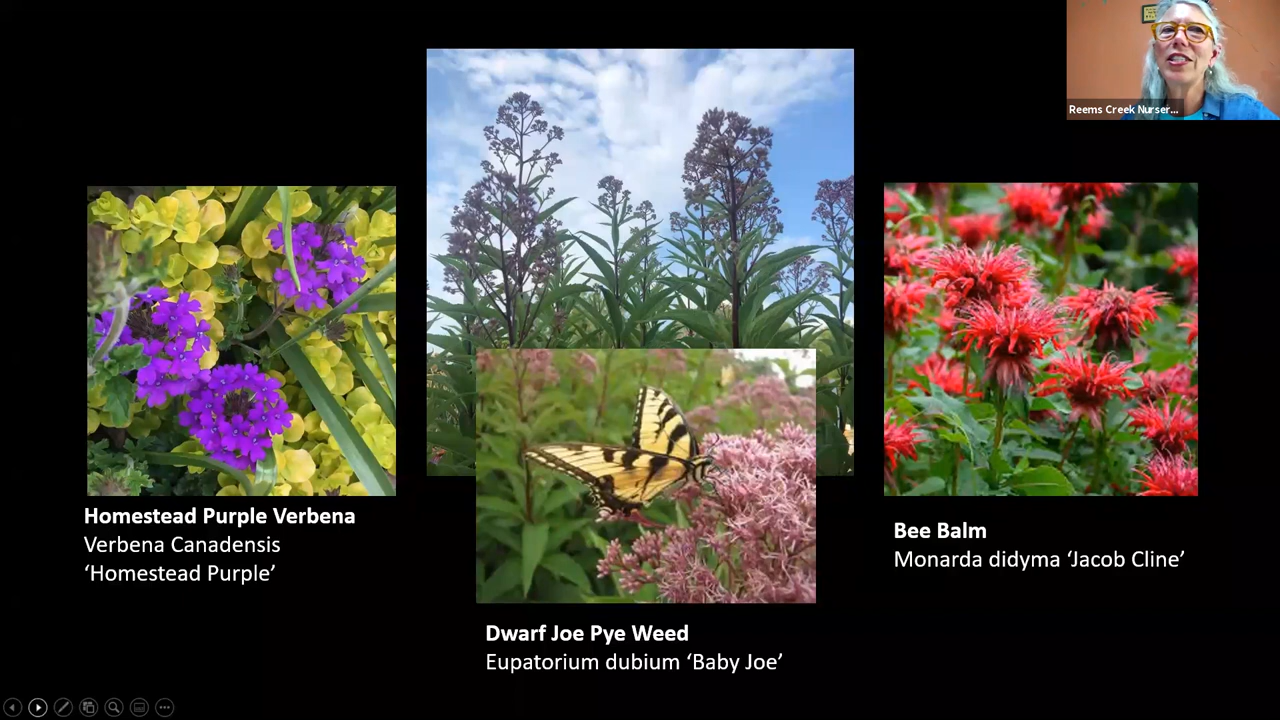 Reems Creek Nurser...
Homestead Purple Verbena
Verbena Canadensis
‘Homestead Purple’
Dwarf Joe Pye Weed
Eupatorium dubium ‘Baby Joe’
Bee Balm
Monarda didyma ‘Jacob Cline’